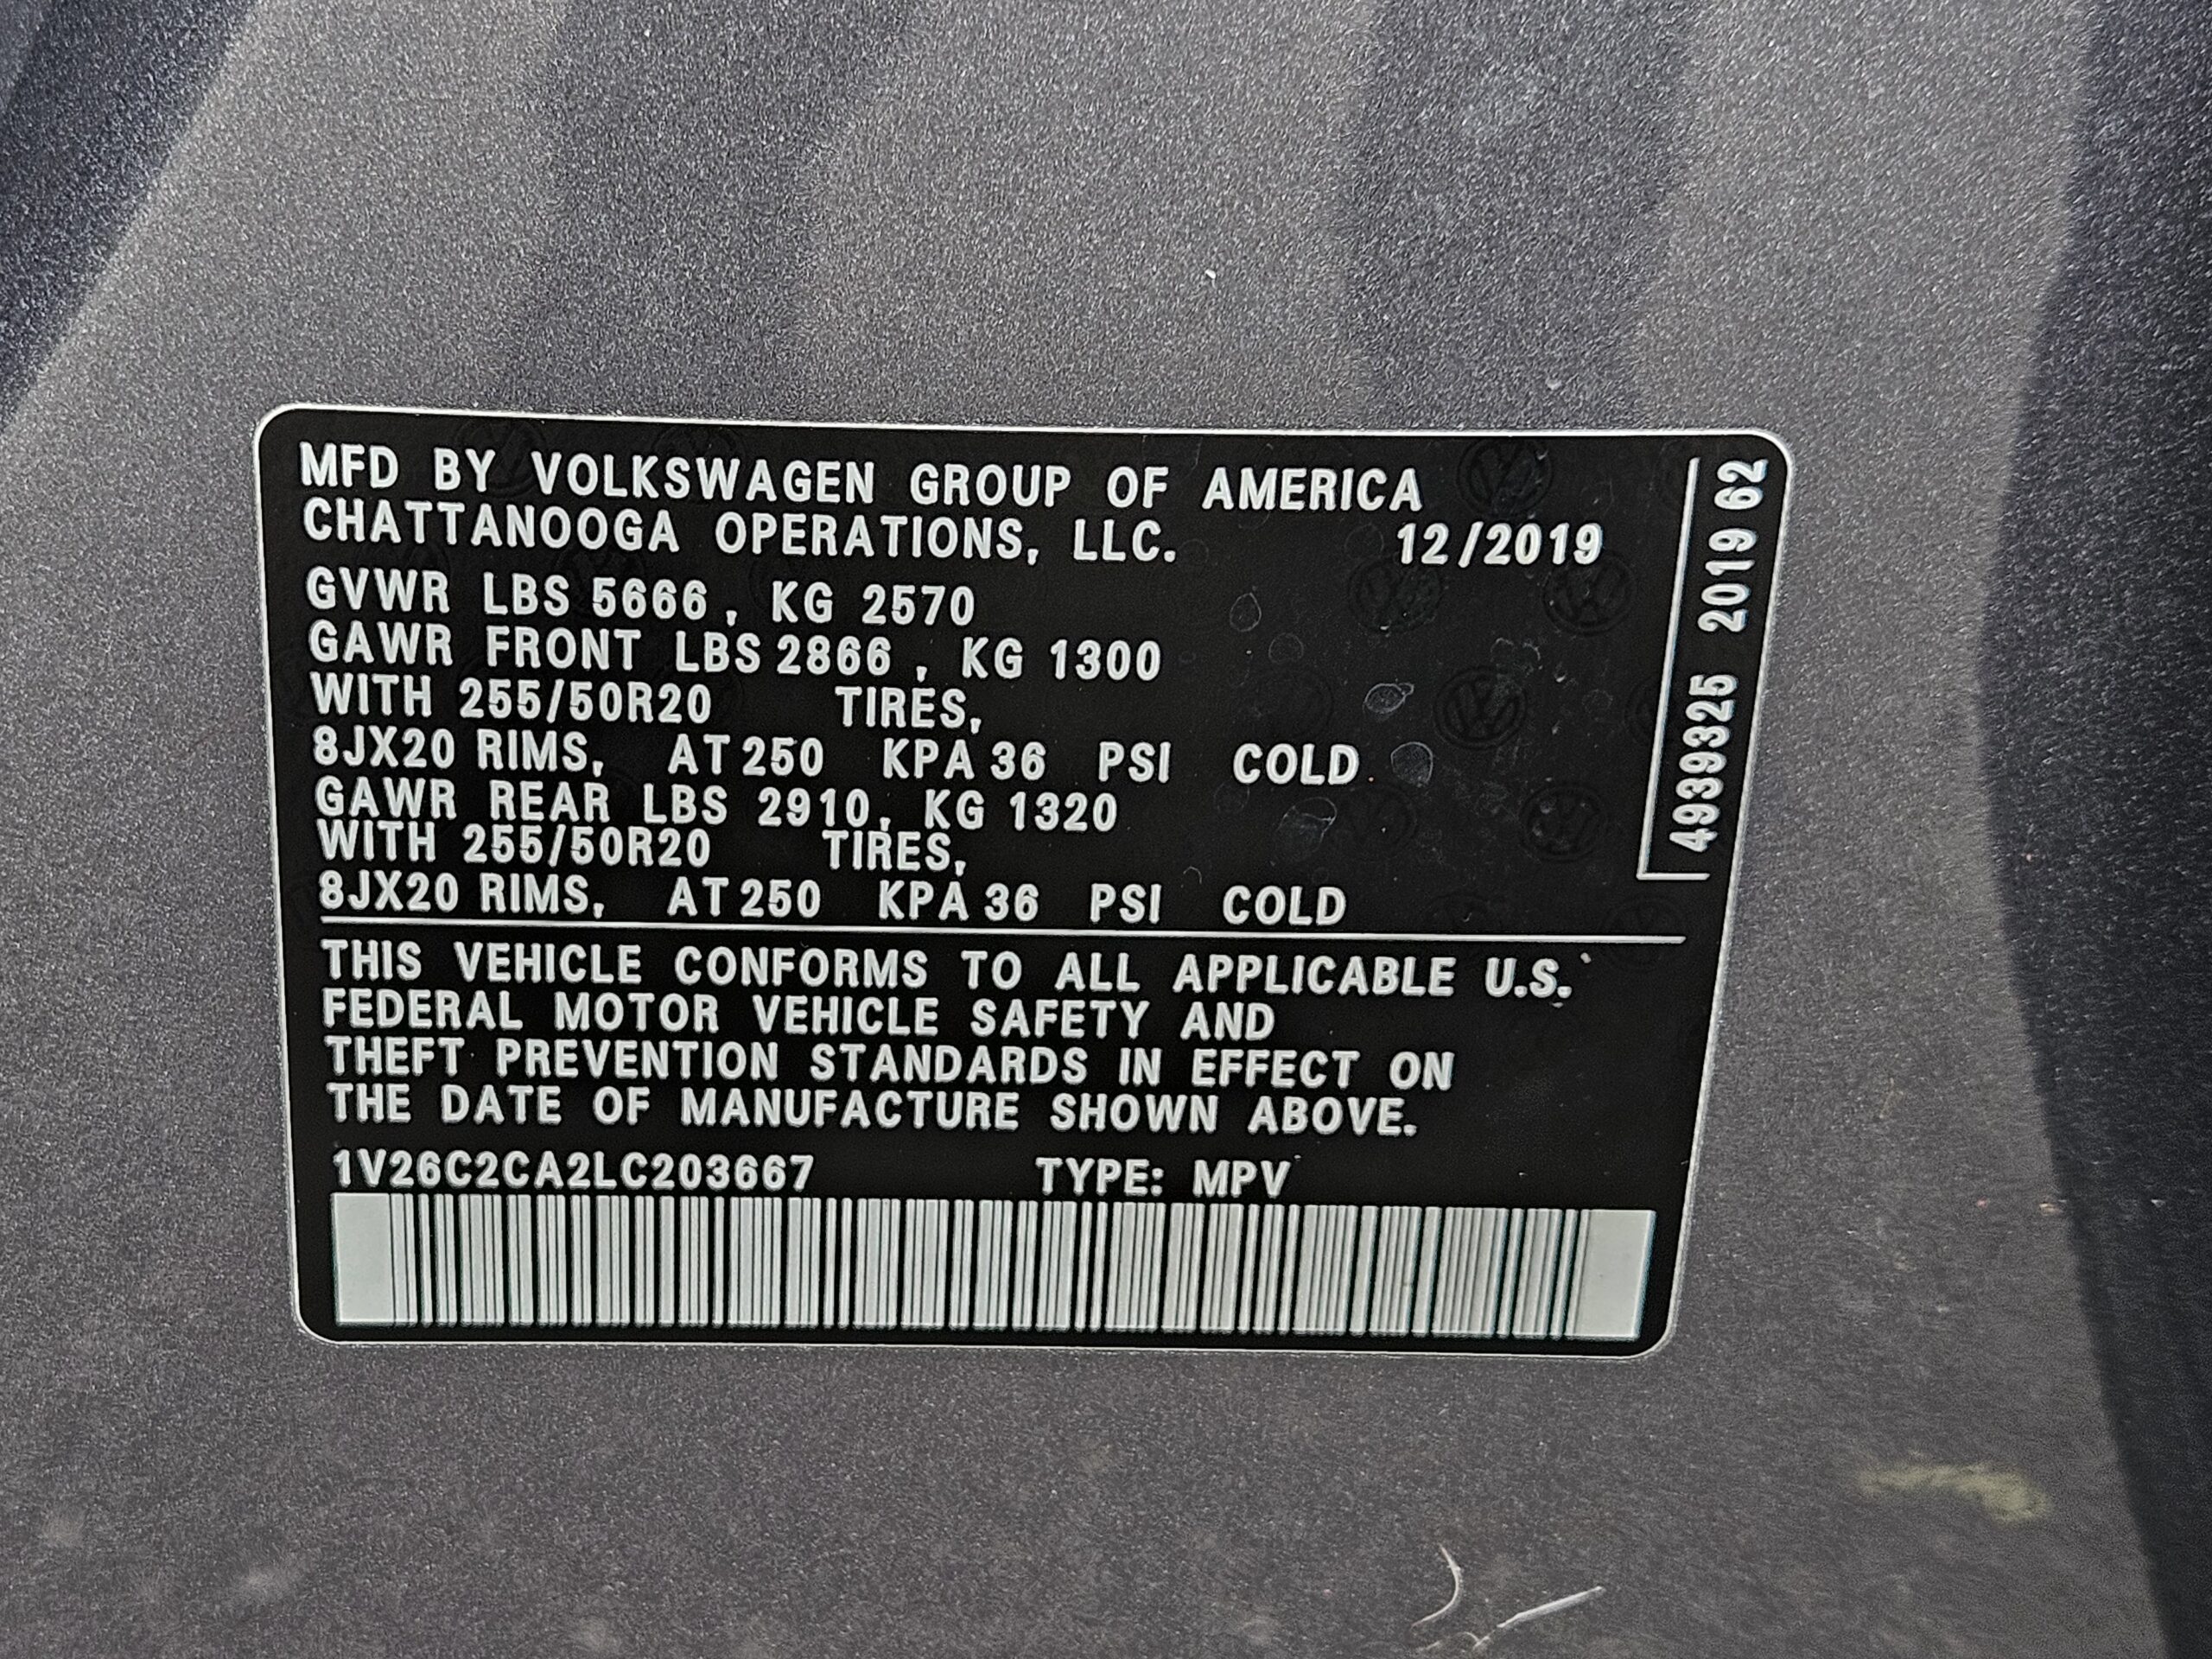 MFD BY VOLKSWAGEN GROUP OF AMERICA
CHATTANOOGA OPERATIONS, LLC. 12/2019
GVWR LBS 5666, KG 2570
GAWR FRONT LBS 2866, KG 1300
WITH 255/50R20 TIRES,
8JX20 RIMS, AT 250 KPA 36 PSI COLD
GAWR REAR LBS 2910, KG 1320
WITH 255/50R20 TIRES,
8JX20 RIMS, AT 250 KPA 36 PSI COLD
THIS VEHICLE CONFORMS TO ALL APPLICABLE U.S.
FEDERAL MOTOR VEHICLE SAFETY AND
THEFT PREVENTION STANDARDS IN EFFECT ON
THE DATE OF MANUFACTURE SHOWN ABOVE.
1V26C2CA2LC203667 TYPE: MPV
4939325 2019 62